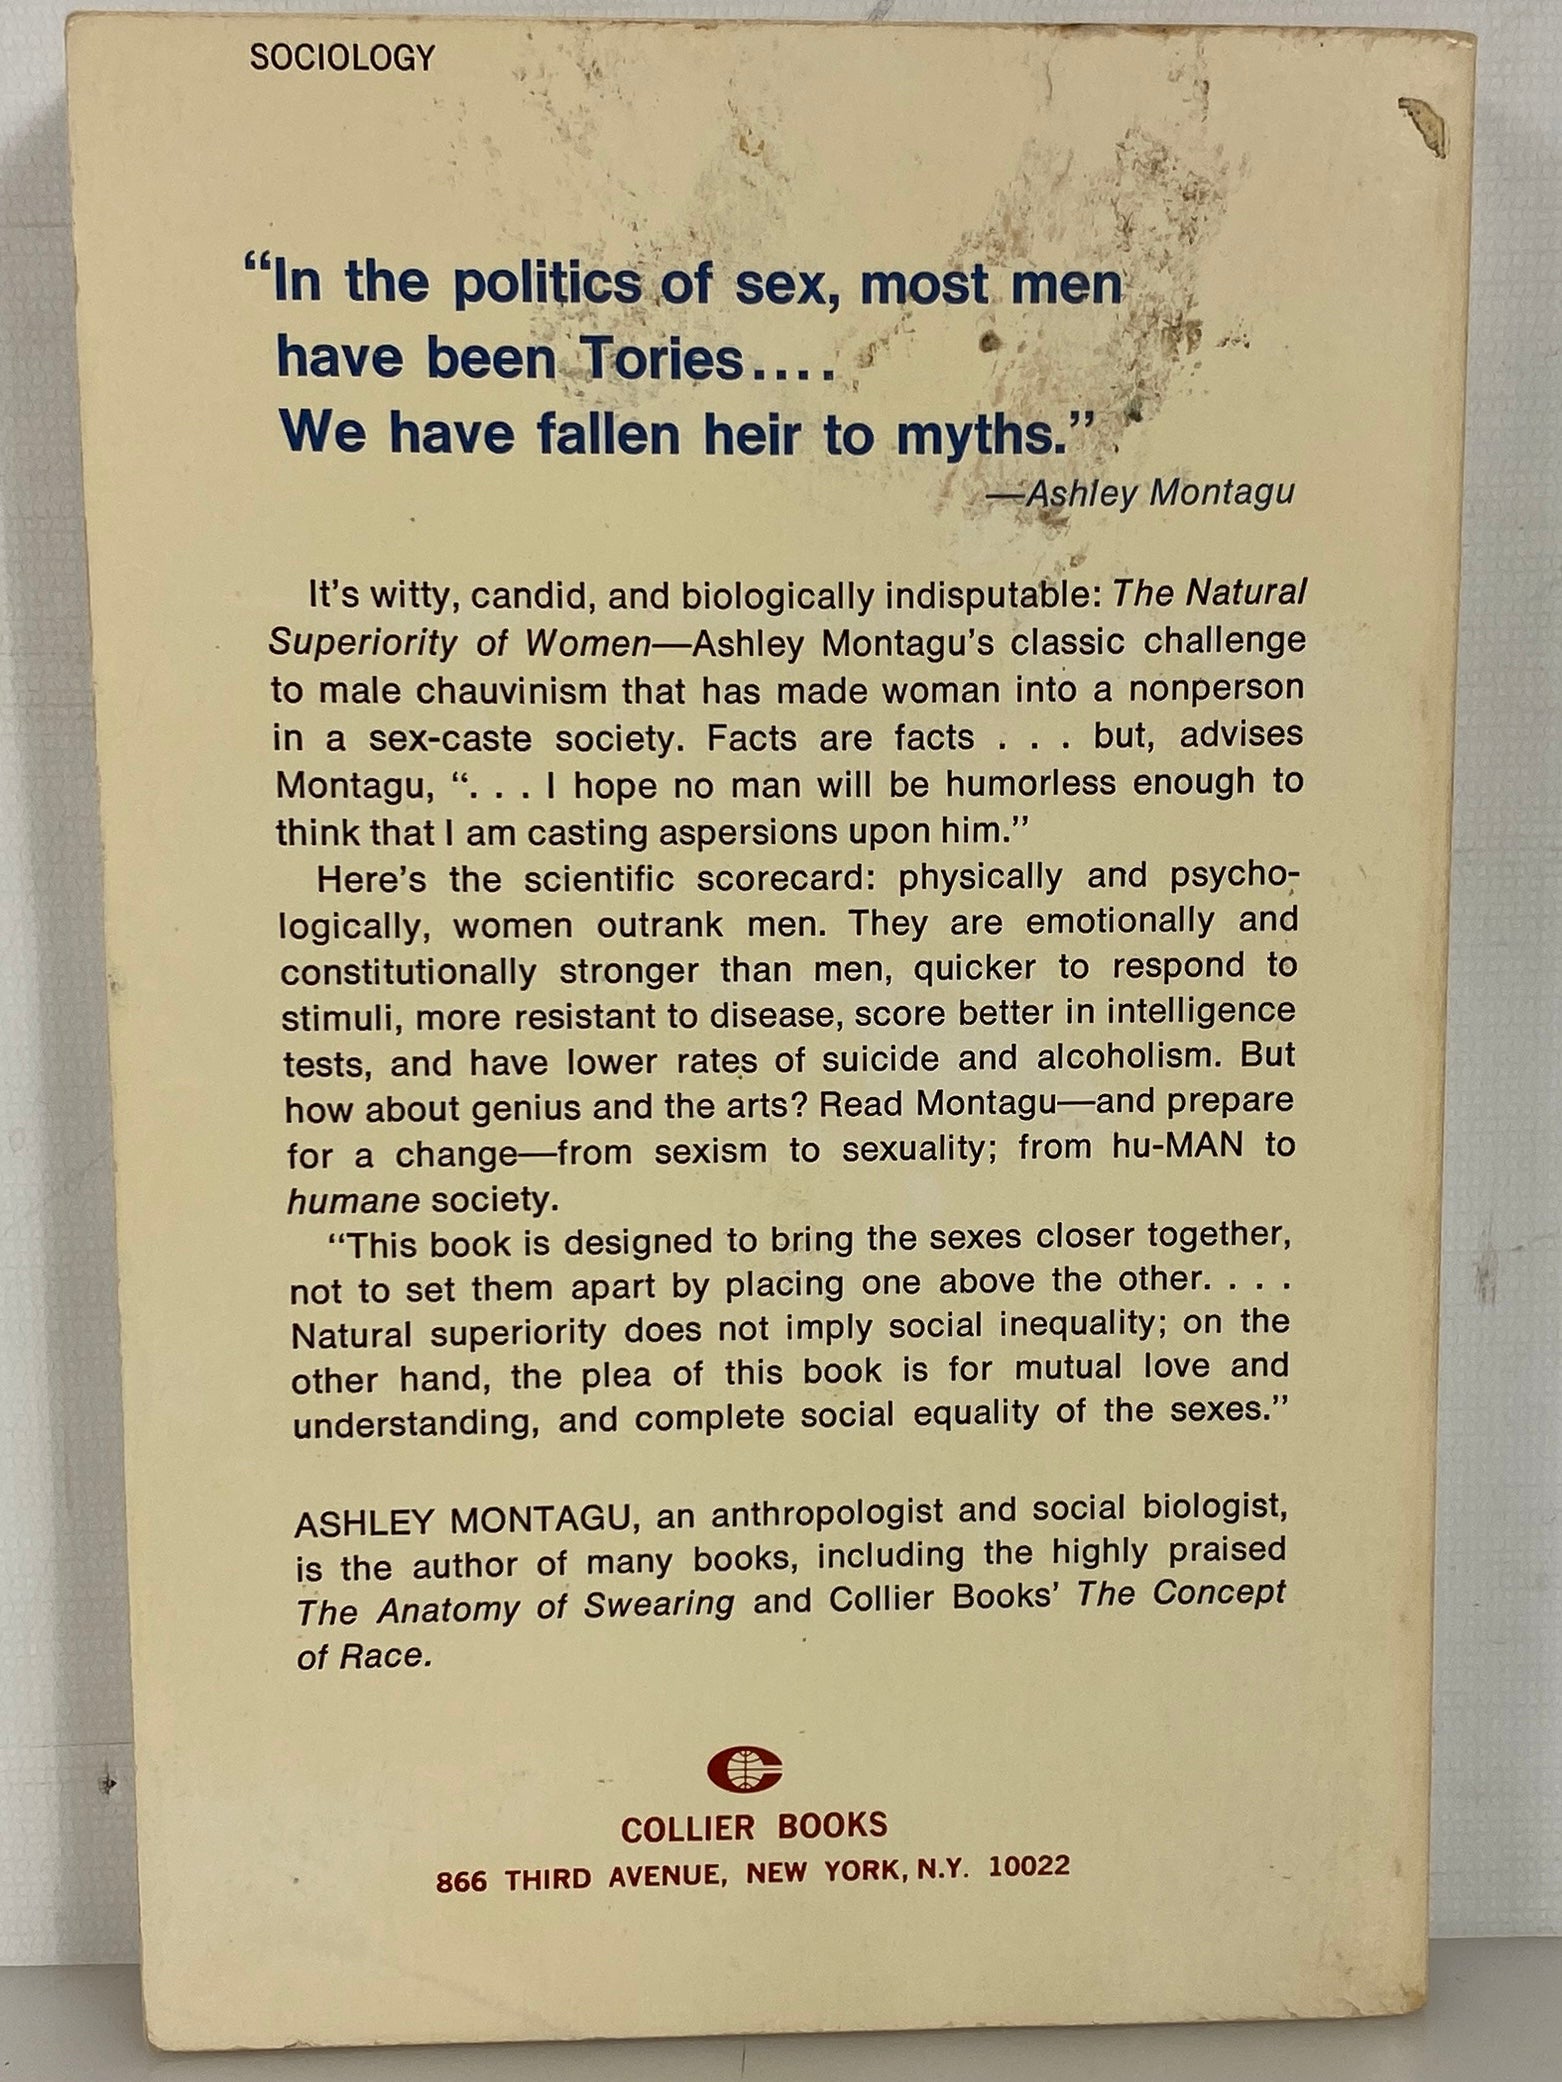 SOCIOLOGY
“In the politics of sex, most men
have been Tories....
We have fallen heir to myths.”
—Ashley Montagu
It’s witty, candid, and biologically indisputable: The Natural
Superiority of Women—Ashley Montagu’s classic challenge
to male chauvinism that has made woman into a nonperson
in a sex-caste society. Facts are facts . . . but, advises
Montagu, “. . . I hope no man will be humorless enough to
think that I am casting aspersions upon him.”
Here’s the scientific scorecard: physically and psycho-
logically, women outrank men. They are emotionally and
constitutionally stronger than men, quicker to respond to
stimuli, more resistant to disease, score better in intelligence
tests, and have lower rates of suicide and alcoholism. But
how about genius and the arts? Read Montagu—and prepare
for a change—from sexism to sexuality; from hu-MAN to
humane society.
“This book is designed to bring the sexes closer together,
not to set them apart by placing one above the other. . . .
Natural superiority does not imply social inequality; on the
other hand, the plea of this book is for mutual love and
understanding, and complete social equality of the sexes.”
ASHLEY MONTAGU, an anthropologist and social biologist,
is the author of many books, including the highly praised
The Anatomy of Swearing and Collier Books’ The Concept
of Race.
COLLIER BOOKS
866 THIRD AVENUE, NEW YORK, N.Y. 10022